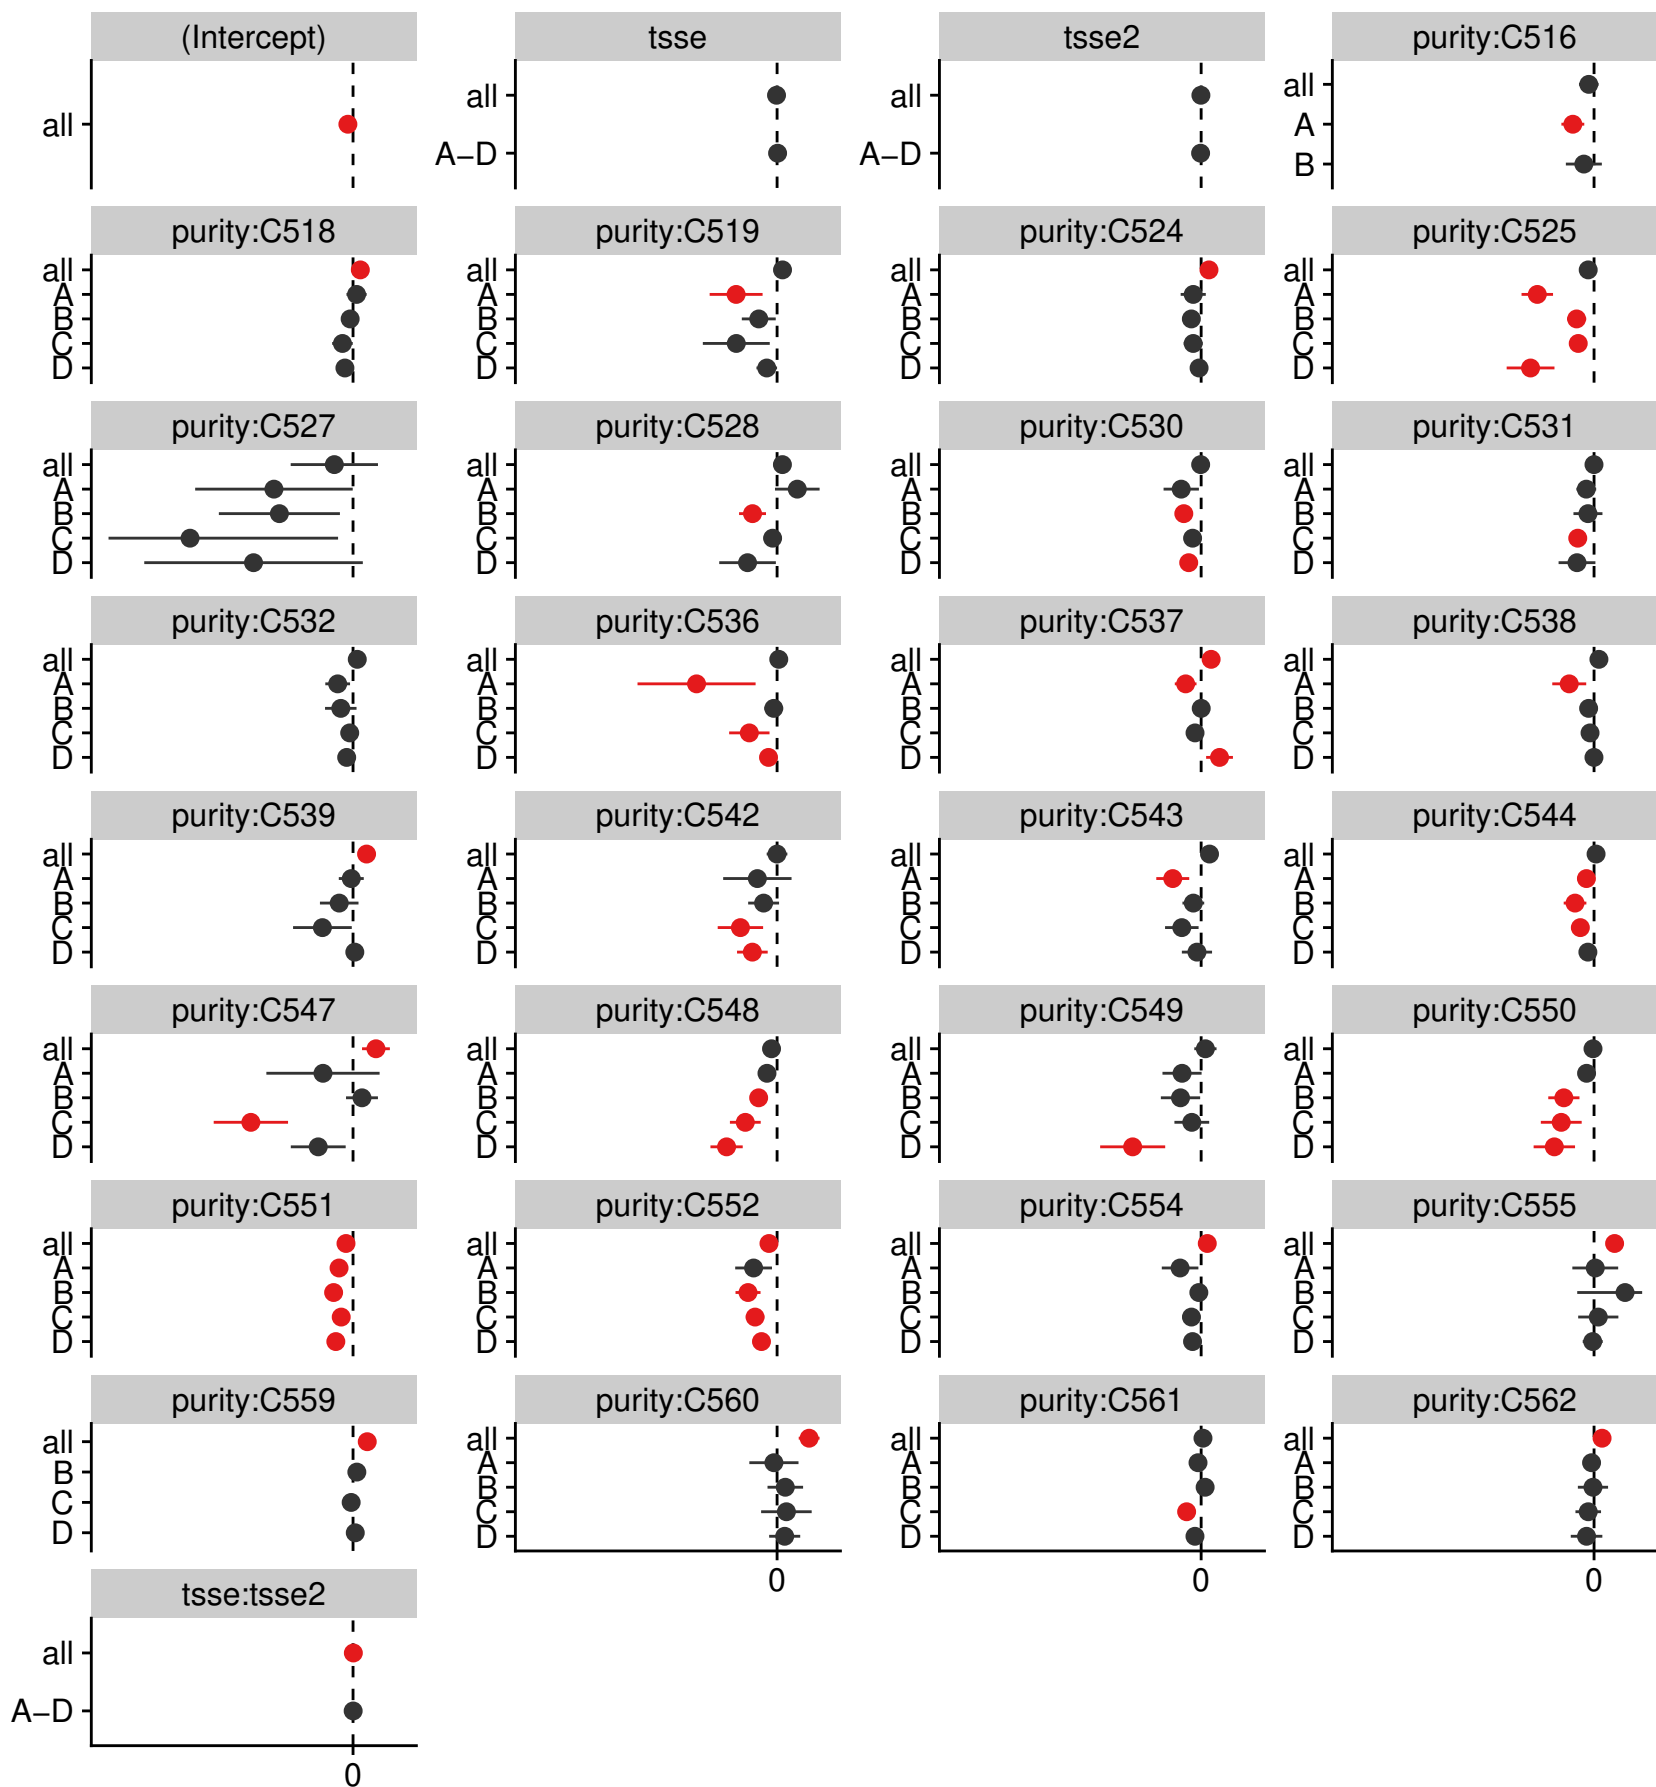 (Intercept) tsse tsse2 purity:C516
all
all
A−D
all
A−D
all
A
B
purity:C518 purity:C519 purity:C524 purity:C525
all
A
B
C
D
all
A
B
C
D
all
A
B
C
D
all
A
B
C
D
purity:C527 purity:C528 purity:C530 purity:C531
all
A
B
C
D
all
A
B
C
D
all
A
B
C
D
all
A
B
C
D
purity:C532 purity:C536 purity:C537 purity:C538
all
A
B
C
D
all
A
B
C
D
all
A
B
C
D
all
A
B
C
D
purity:C539 purity:C542 purity:C543 purity:C544
all
A
B
C
D
all
A
B
C
D
all
A
B
C
D
all
A
B
C
D
purity:C547 purity:C548 purity:C549 purity:C550
all
A
B
C
D
all
A
B
C
D
all
A
B
C
D
all
A
B
C
D
purity:C551 purity:C552 purity:C554 purity:C555
all
A
B
C
D
all
A
B
C
D
all
A
B
C
D
all
A
B
C
D
purity:C559 purity:C560 purity:C561 purity:C562
all
B
C
D
all
A
B
C
D
0
all
A
B
C
D
0
all
A
B
C
D
0
tsse:tsse2
all
A−D
0